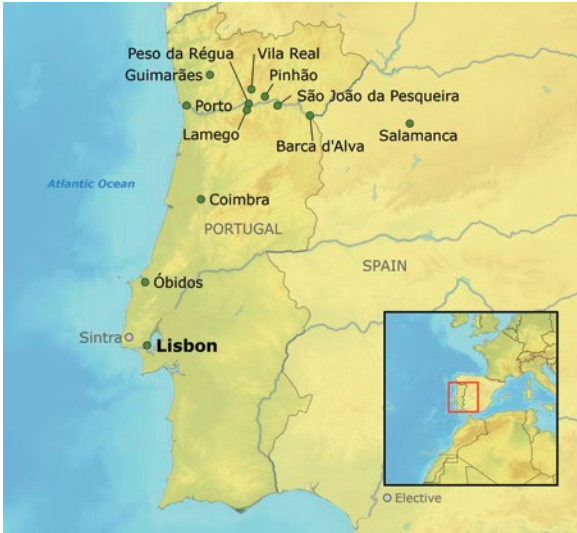 Peso da Régua
Vila Real
Guimarães
Pinhão
Porto
São João da Pesqueira
Lamego
Barca d'Alva
Salamanca
Atlantic Ocean
Coimbra
PORTUGAL
SPAIN
Óbidos
Sintra
Lisbon
Elective